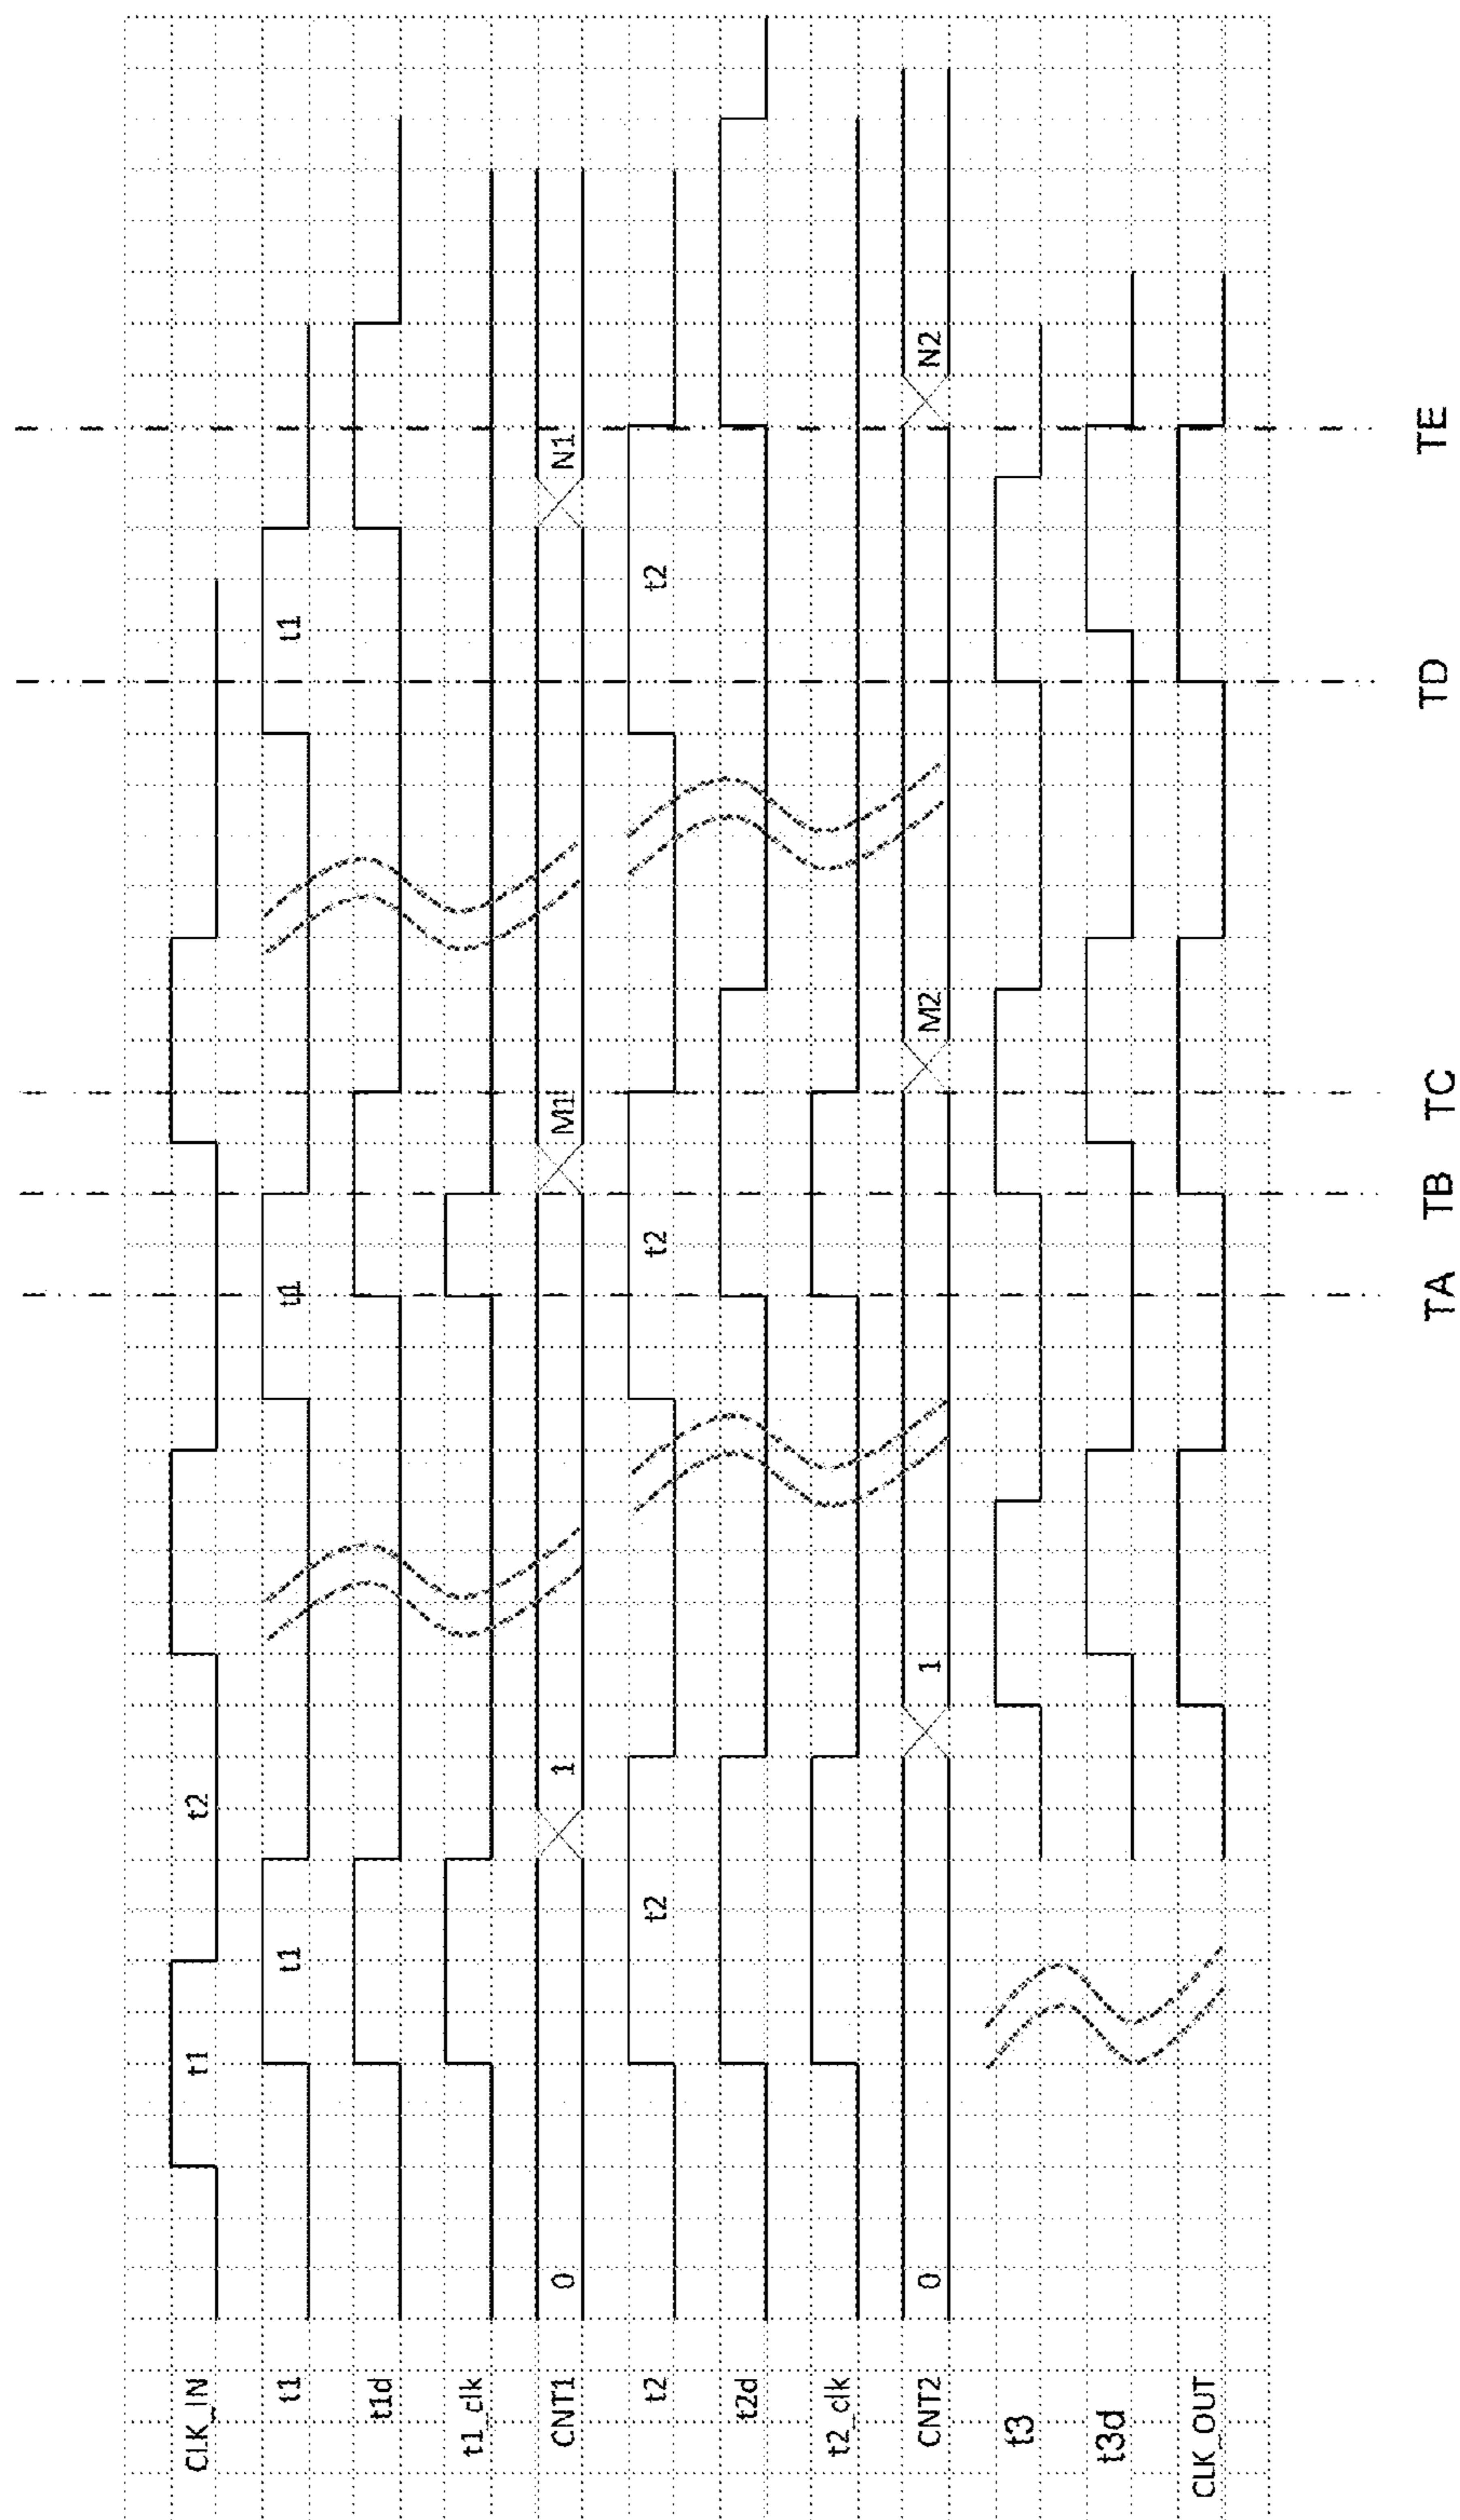 CLK_IN t1 t2
t1 t1 t1 t1
t1d
t1_clk
CNT1 0 1 M1 N1
t2 t2 t2 t2
t2d
t2_clk
CNT2 0 1 M2 N2
t3
t3d
CLK_OUT
TA TB TC TD TE